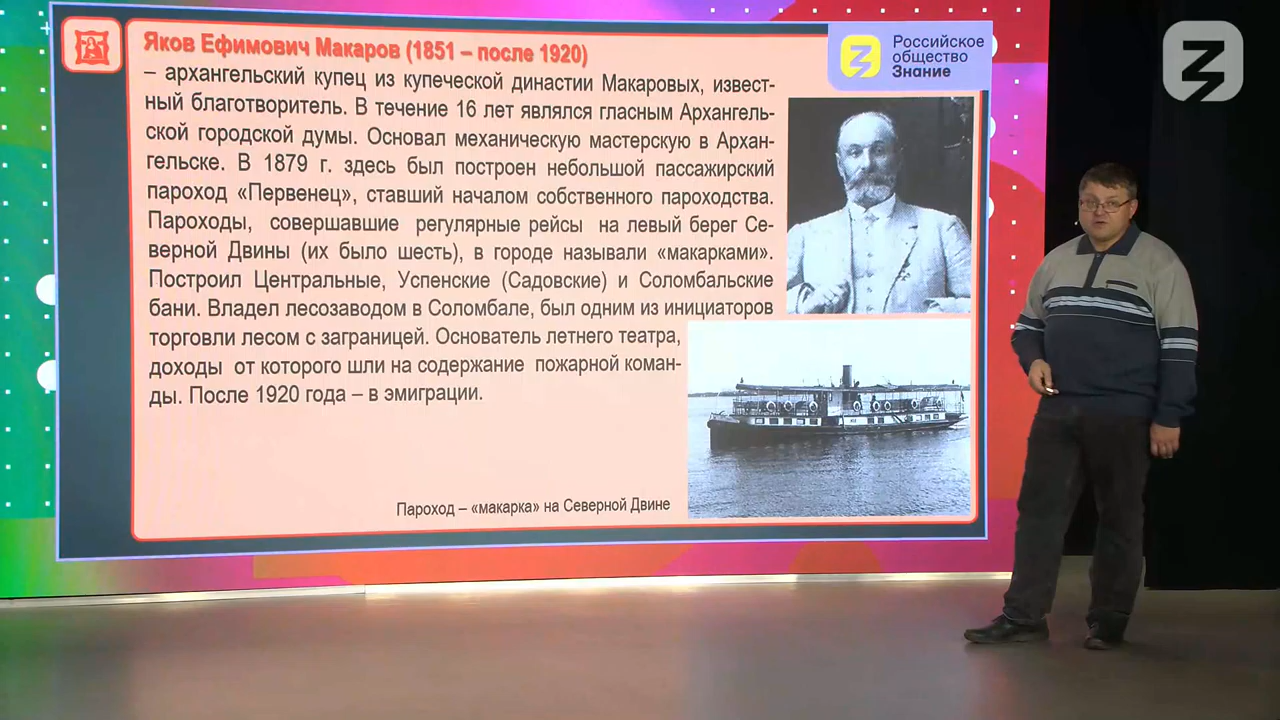 Яков Ефимович Макаров (1851 – после 1920)
– архангельский купец из купеческой династии Макаровых, извест-
ный благотворитель. В течение 16 лет являлся гласным Архангель-
ской городской думы. Основал механическую мастерскую в Архан-
гельске. В 1879 г. здесь был построен небольшой пассажирский
пароход «Первенец», ставший началом собственного пароходства.
Пароходы, совершавшие регулярные рейсы на левый берег Се-
верной Двины (их было шесть), в городе называли «макарками».
Построил Центральные, Успенские (Садовские) и Соломбальские
бани. Владел лесозаводом в Соломбале, был одним из инициаторов
торговли лесом с заграницей. Основатель летнего театра,
доходы от которого шли на содержание пожарной коман-
ды. После 1920 года – в эмиграции.
Пароход – «макарка» на Северной Двине
Российское
общество
Знание